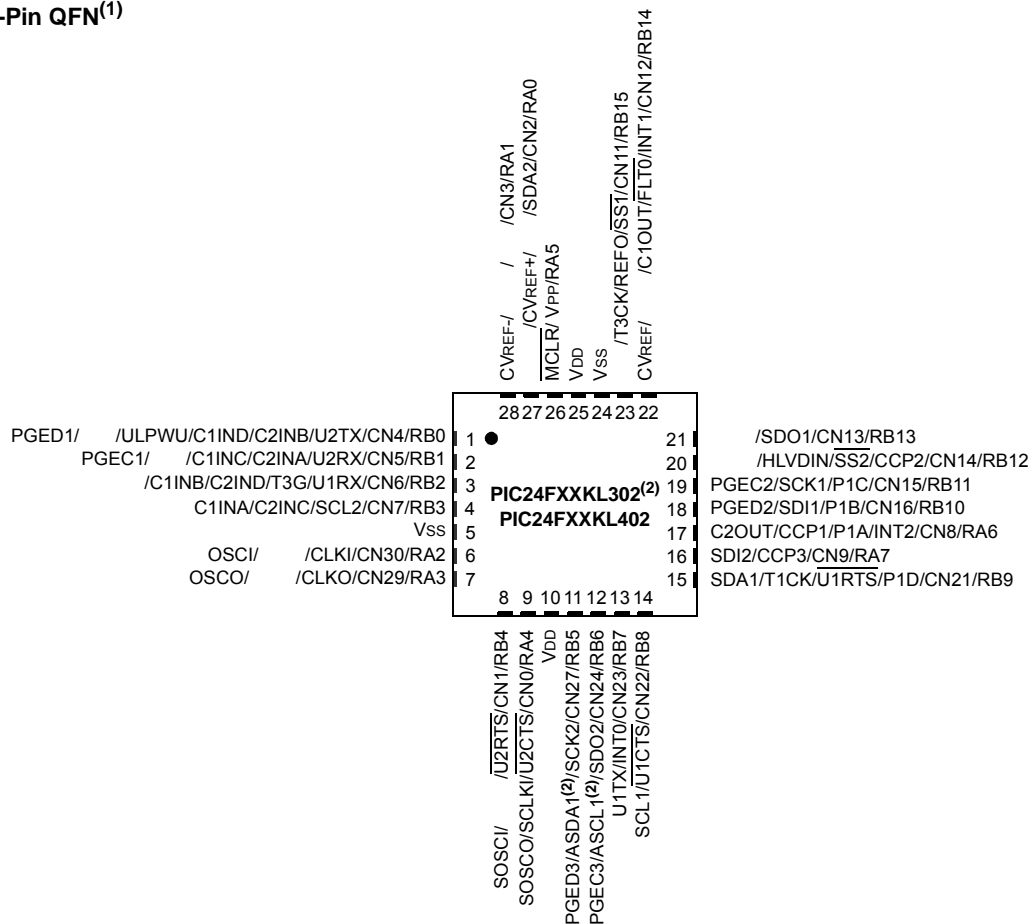 -Pin QFN(1)
CVREF-/ / /CN3/RA1
/CVREF+/ /SDA2/CN2/RA0
MCLR/ VPP/RA5
VDD
VSS
/T3CK/REFO/SS1/CN11/RB15
CVREF/ /C1OUT/FLT0/INT1/CN12/RB14
28 27 26 25 24 23 22
PGED1/ /ULPWU/C1IND/C2INB/U2TX/CN4/RB0 1
PGEC1/ /C1INC/C2INA/U2RX/CN5/RB1 2
/C1INB/C2IND/T3G/U1RX/CN6/RB2 3
C1INA/C2INC/SCL2/CN7/RB3 4
VSS 5
OSCI/ /CLKI/CN30/RA2 6
OSCO/ /CLKO/CN29/RA3 7
PIC24FXXKL302(2)
PIC24FXXKL402
21 /SDO1/CN13/RB13
20 /HLVDIN/SS2/CCP2/CN14/RB12
19 PGEC2/SCK1/P1C/CN15/RB11
18 PGED2/SDI1/P1B/CN16/RB10
17 C2OUT/CCP1/P1A/INT2/CN8/RA6
16 SDI2/CCP3/CN9/RA7
15 SDA1/T1CK/U1RTS/P1D/CN21/RB9
8 9 10 11 12 13 14
SOSCI/ /U2RTS/CN1/RB4
SOSCO/SCLKI/U2CTS/CN0/RA4
VDD
PGED3/ASDA1(2)/SCK2/CN27/RB5
PGEC3/ASCL1(2)/SDO2/CN24/RB6
U1TX/INT0/CN23/RB7
SCL1/U1CTS/CN22/RB8